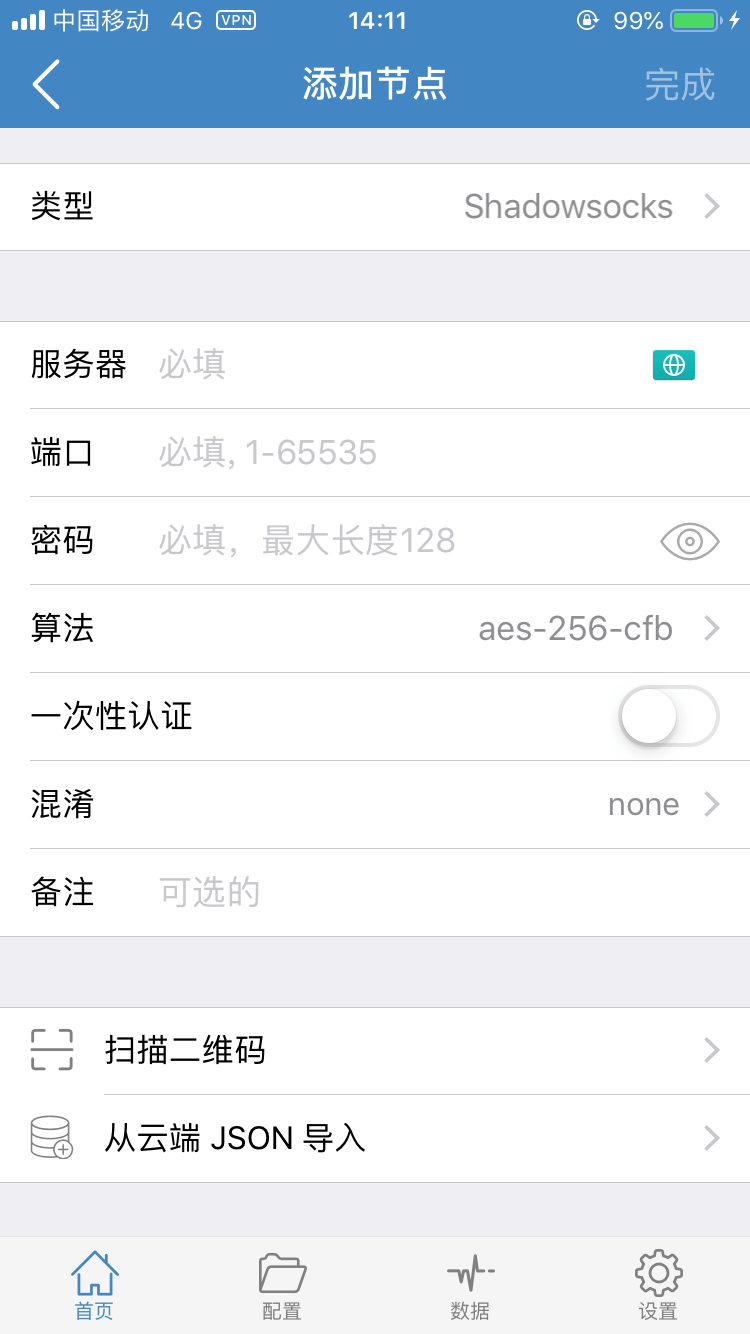 中国移动 4G VPN 14:11 99%
添加节点 完成
类型 Shadowsocks
服务器 必填
端口 必填, 1-65535
密码 必填，最大长度128
算法 aes-256-cfb
一次性认证
混淆 none
备注 可选的
扫描二维码
从云端 JSON 导入
首页 配置 数据 设置